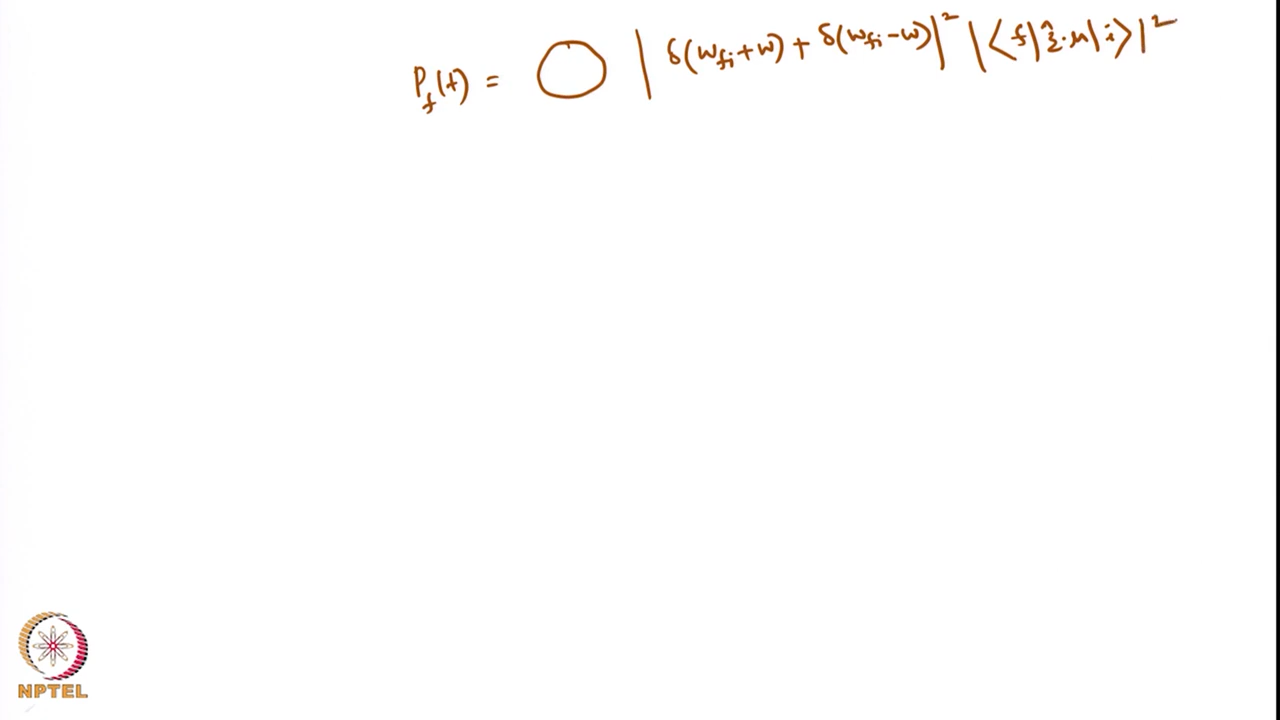 P_f(t) = ◯ | δ(ω_fi+ω) + δ(ω_fi-ω)|² |⟨f|ε̂·μ|i⟩|²
NPTEL